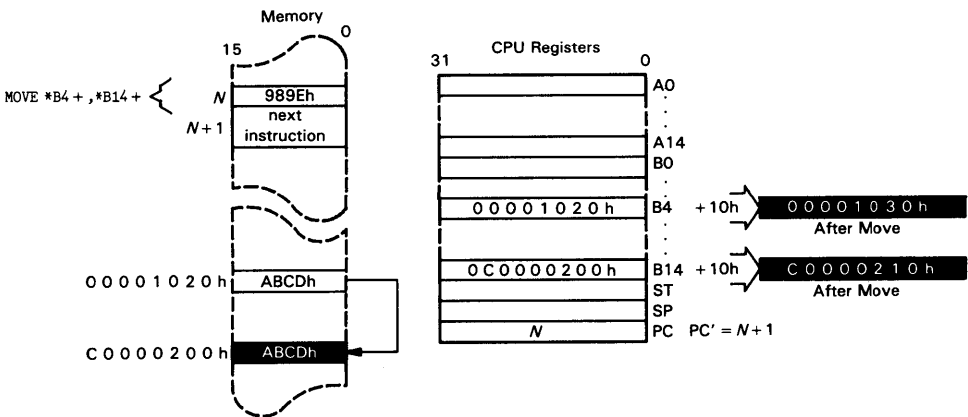 Memory
15
0
MOVE *B4+,*B14+
N
989Eh
N+1
next
instruction
00001020h
ABCDh
C0000200h
ABCDh
CPU Registers
31
0
A0
A14
B0
00001020h
B4
+10h
00001030h
After Move
0C0000200h
B14
+10h
C0000210h
After Move
ST
SP
N
PC
PC' = N+1